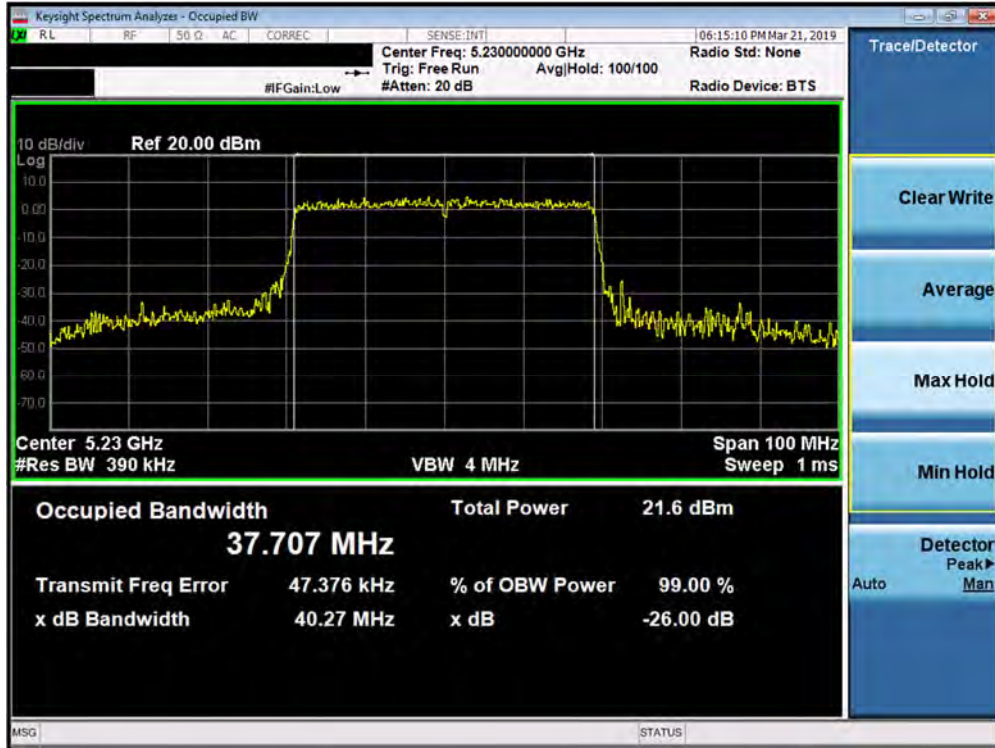 Keysight Spectrum Analyzer - Occupied BW
RL RF 50 Ω AC CORREC SENSE:INT 06:15:10 PM Mar 21, 2019
Center Freq: 5.230000000 GHz Radio Std: None
Trig: Free Run Avg|Hold: 100/100
#IFGain:Low #Atten: 20 dB Radio Device: BTS
10 dB/div Ref 20.00 dBm
Log
10.0
0.00
-10.0
-20.0
-30.0
-40.0
-50.0
-60.0
-70.0
Center 5.23 GHz Span 100 MHz
#Res BW 390 kHz VBW 4 MHz Sweep 1 ms
Occupied Bandwidth Total Power 21.6 dBm
37.707 MHz
Transmit Freq Error 47.376 kHz % of OBW Power 99.00 %
x dB Bandwidth 40.27 MHz x dB -26.00 dB
MSG STATUS
Trace/Detector
Clear Write
Average
Max Hold
Min Hold
Detector
Peak▶
Auto Man